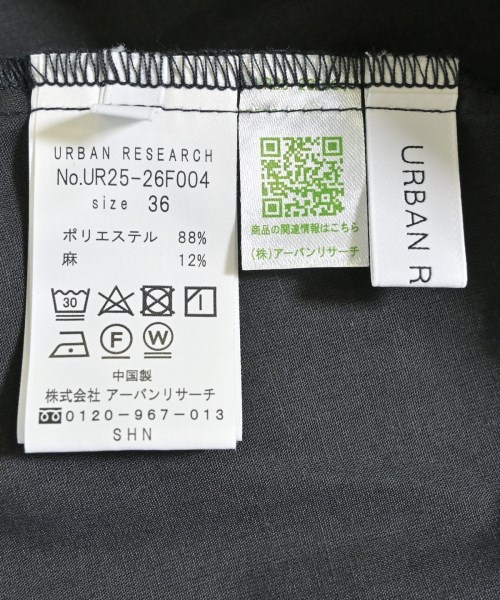 URBAN RESEARCH
No.UR25-26F004
size 36
ポリエステル 88%
麻 12%
30
F W
中国製
株式会社 アーバンリサーチ
0120-967-013
SHN
商品の関連情報はこちら
(株)アーバンリサーチ
URBAN R